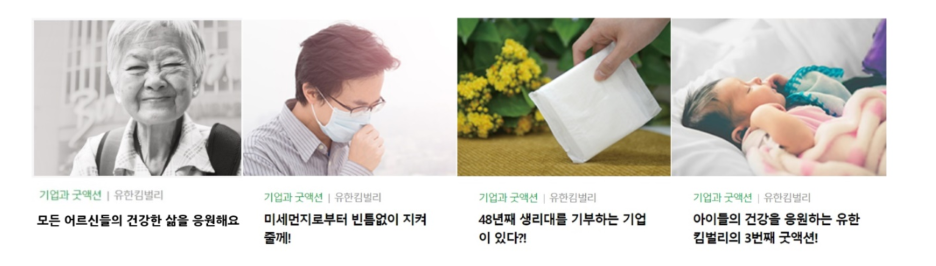 기업과 굿액션 | 유한킴벌리
모든 어르신들의 건강한 삶을 응원해요
기업과 굿액션 | 유한킴벌리
미세먼지로부터 빈틈없이 지켜
줄게!
기업과 굿액션 | 유한킴벌리
48년째 생리대를 기부하는 기업
이 있다?!
기업과 굿액션 | 유한킴벌리
아이들의 건강을 응원하는 유한
킴벌리의 3번째 굿액션!